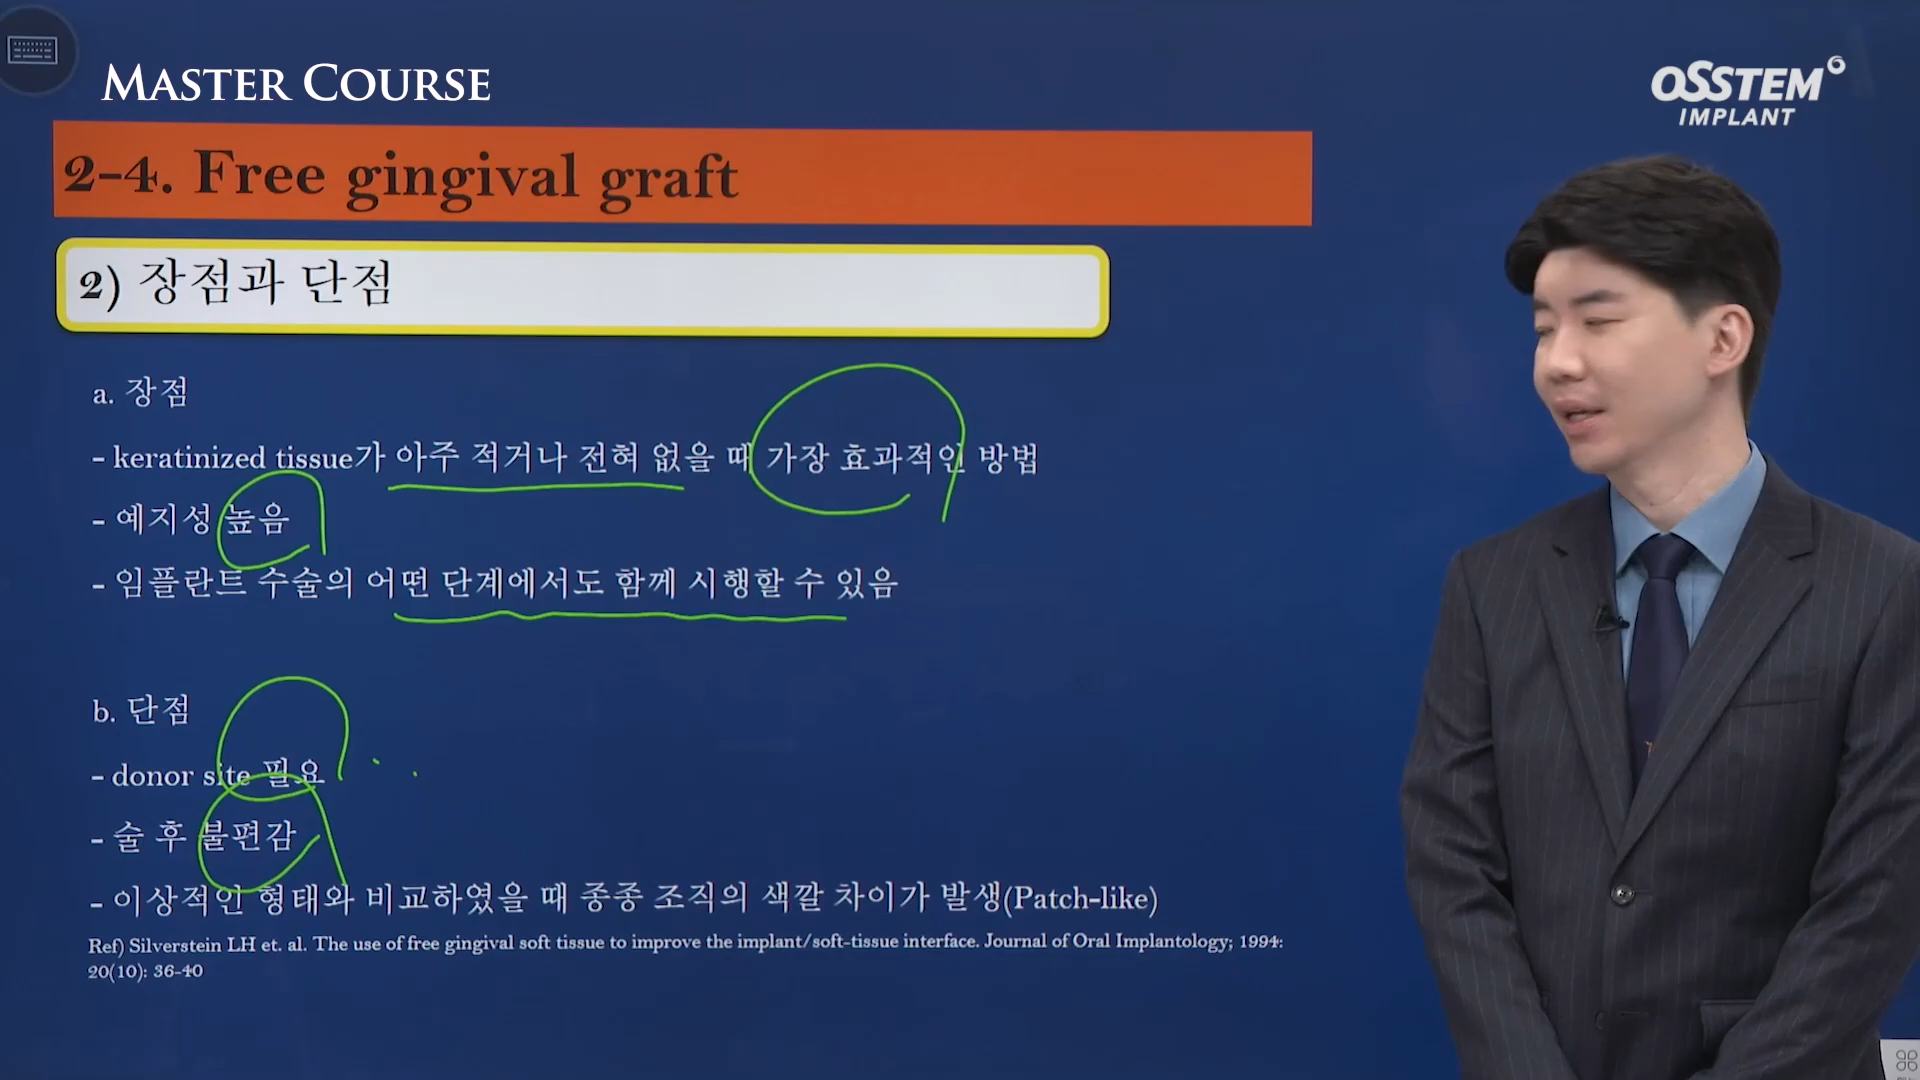 MASTER COURSE
OSSTEM
IMPLANT
2-4. Free gingival graft
2) 장점과 단점
a. 장점
- keratinized tissue가 아주 적거나 전혀 없을 때 가장 효과적인 방법
- 예지성 높음
- 임플란트 수술의 어떤 단계에서도 함께 시행할 수 있음
b. 단점
- donor site 필요
- 술 후 불편감
- 이상적인 형태와 비교하였을 때 종종 조직의 색깔 차이가 발생(Patch-like)
Ref) Silverstein LH et. al. The use of free gingival soft tissue to improve the implant/soft-tissue interface. Journal of Oral Implantology; 1994:
20(10): 36-40